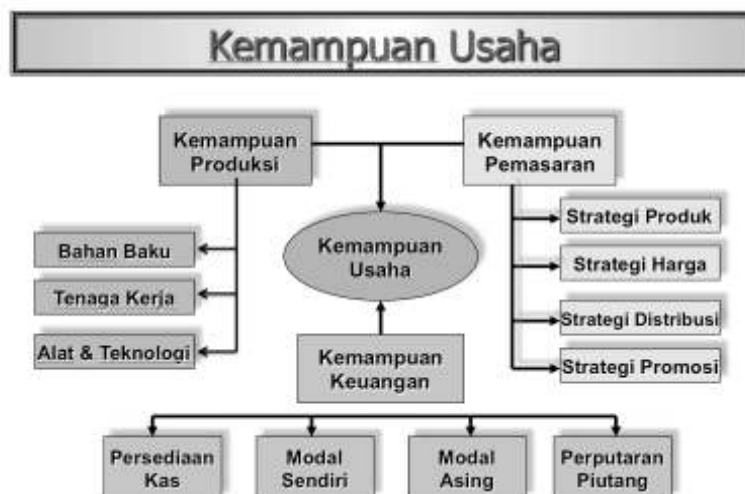 Kemampuan Usaha
Kemampuan
Produksi
Kemampuan
Pemasaran
Bahan Baku
Tenaga Kerja
Alat & Teknologi
Kemampuan
Usaha
Strategi Produk
Strategi Harga
Strategi Distribusi
Strategi Promosi
Kemampuan
Keuangan
Persediaan
Kas
Modal
Sendiri
Modal
Asing
Perputaran
Piutang